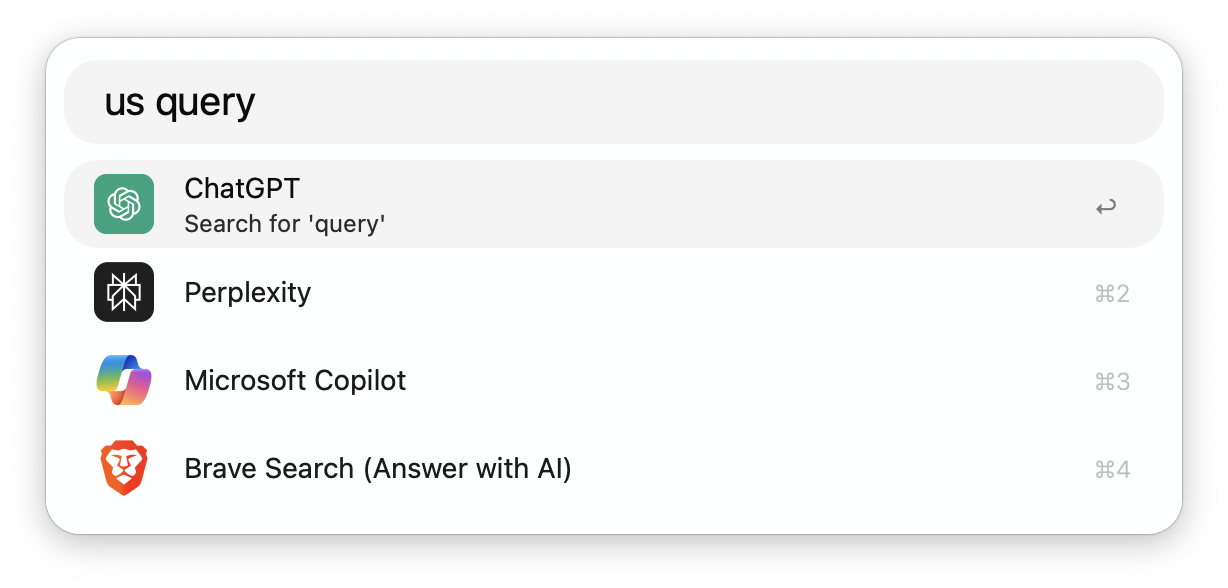 us query
ChatGPT
Search for 'query'
↩
Perplexity
⌘2
Microsoft Copilot
⌘3
Brave Search (Answer with AI)
⌘4